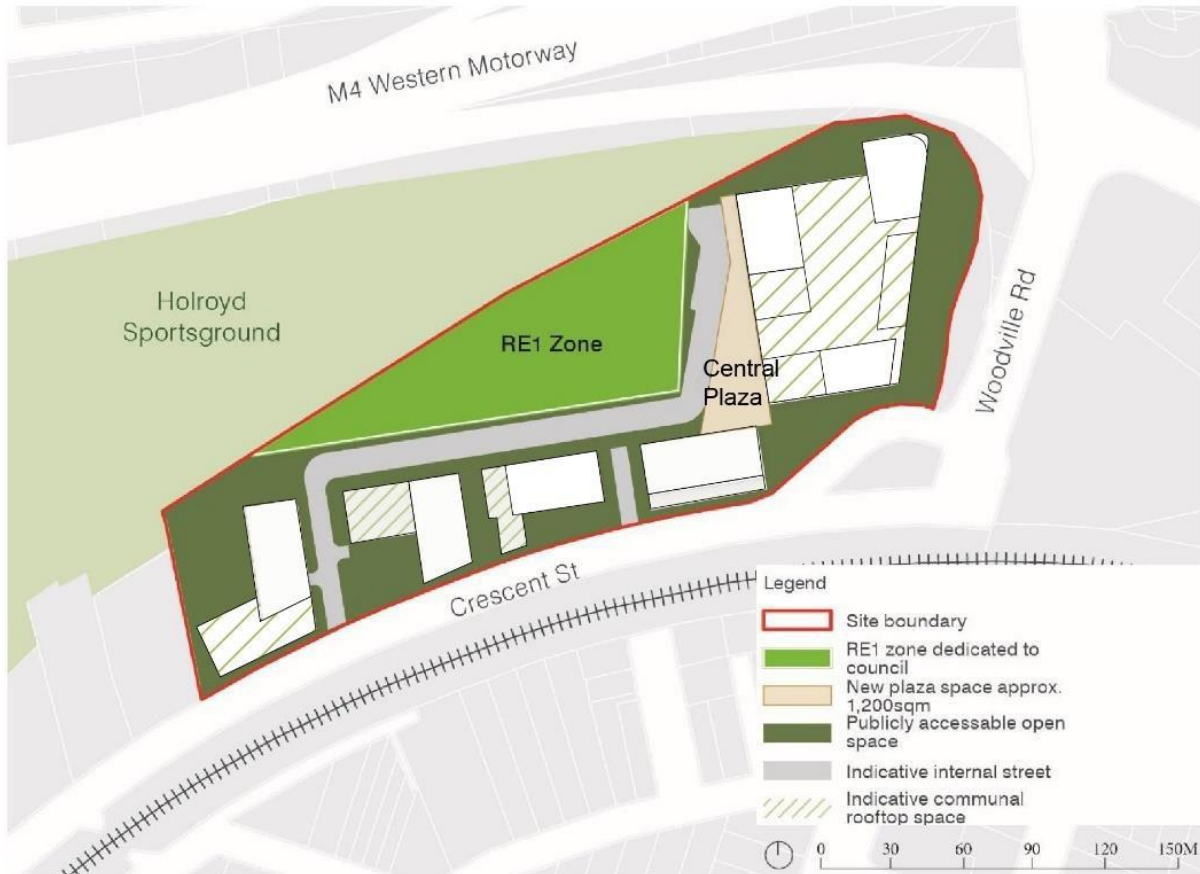 M4 Western Motorway
Holroyd
Sportsground
RE1 Zone
Central
Plaza
Woodville Rd
Crescent St
Legend
Site boundary
RE1 zone dedicated to
council
New plaza space approx.
1,200sqm
Publicly accessable open
space
Indicative internal street
Indicative communal
rooftop space
0 30 60 90 120 150M